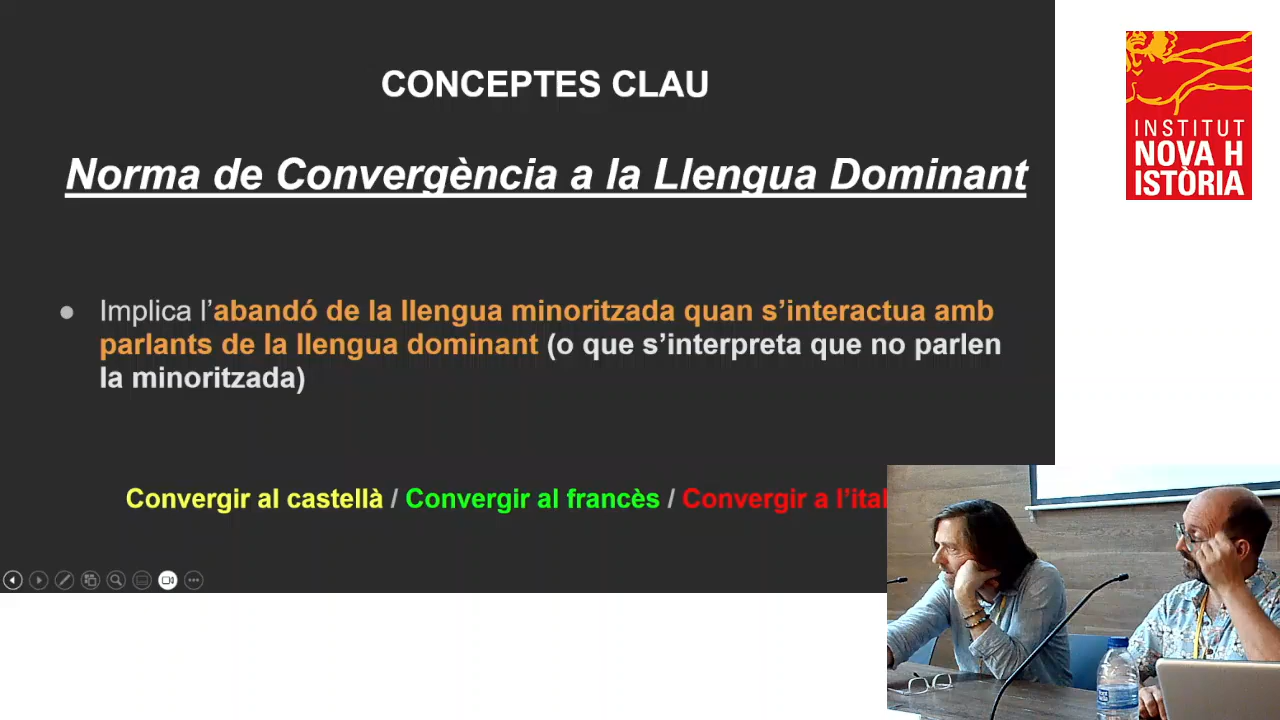 CONCEPTES CLAU
Norma de Convergència a la Llengua Dominant
● Implica l’abandó de la llengua minoritzada quan s’interactua amb
parlants de la llengua dominant (o que s’interpreta que no parlen
la minoritzada)
Convergir al castellà / Convergir al francès / Convergir a l’ital
INSTITUT
NOVA H
ISTÒRIA